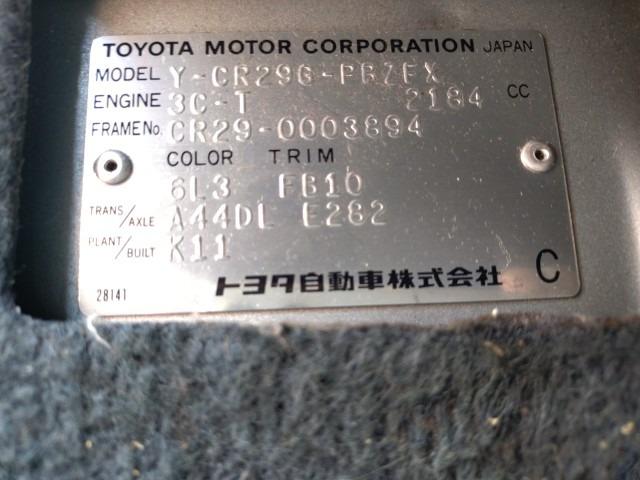 TOYOTA MOTOR CORPORATION JAPAN
MODEL Y-CR29G-PRZFX
ENGINE 3C-T 2184 CC
FRAME No. CR29-0003894
COLOR TRIM
6L3 FB10
TRANS/AXLE A44DL E282
PLANT/BUILT K11
28141 トヨタ自動車株式会社 C